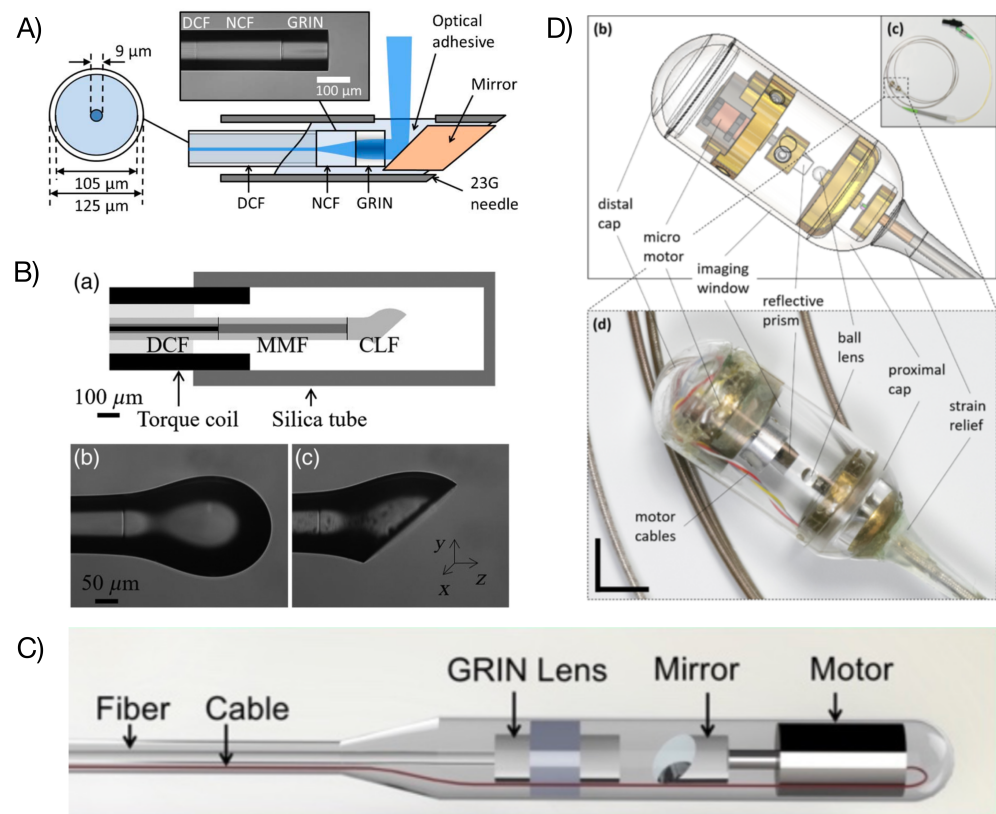 A)
DCF NCF GRIN
100 µm
9 µm
105 µm
125 µm
Optical
adhesive
Mirror
23G
needle
DCF NCF GRIN
B)
(a)
DCF MMF CLF
100 µm
Torque coil Silica tube
(b)
50 µm
(c)
y
x
z
C)
Fiber Cable GRIN Lens Mirror Motor
D)
(b)
(c)
distal
cap
micro
motor
imaging
window
reflective
prism
ball
lens
proximal
cap
strain
relief
(d)
motor
cables